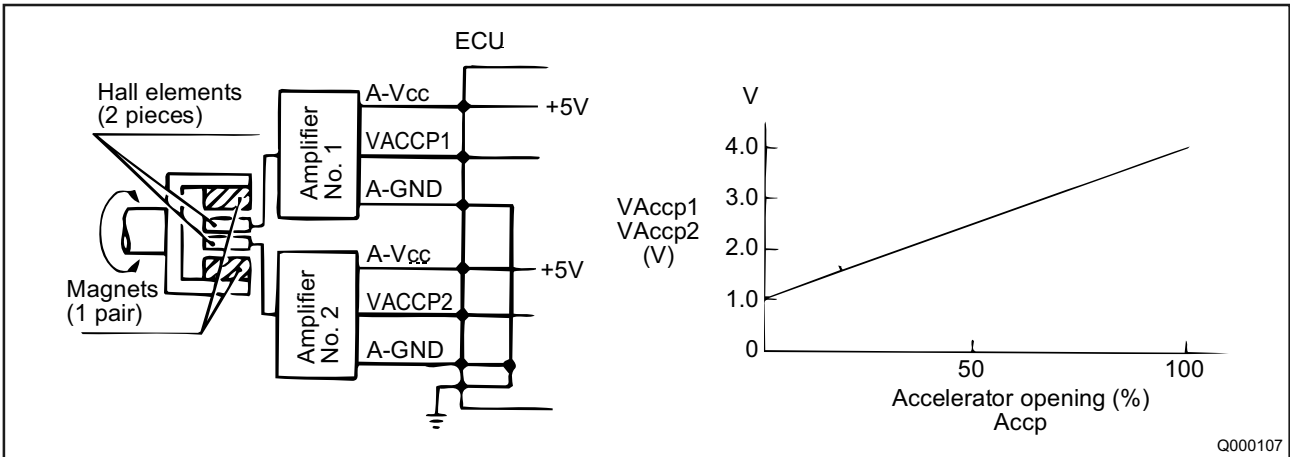 ECU
Hall elements
(2 pieces)
Amplifier
No. 1
A-Vcc
+5V
VACCP1
A-GND
Magnets
(1 pair)
Amplifier
No. 2
A-Vcc
+5V
VACCP2
A-GND
V
4.0
3.0
VAccp1
VAccp2
(V)
2.0
1.0
0
50
100
Accelerator opening (%)
Accp
Q000107